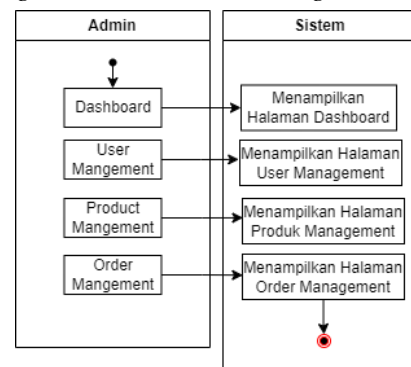 Admin
Sistem
Dashboard
Menampilkan
Halaman Dashboard
User
Mangement
Menampilkan Halaman
User Management
Product
Mangement
Menampilkan Halaman
Produk Management
Order
Mangement
Menampilkan Halaman
Order Management